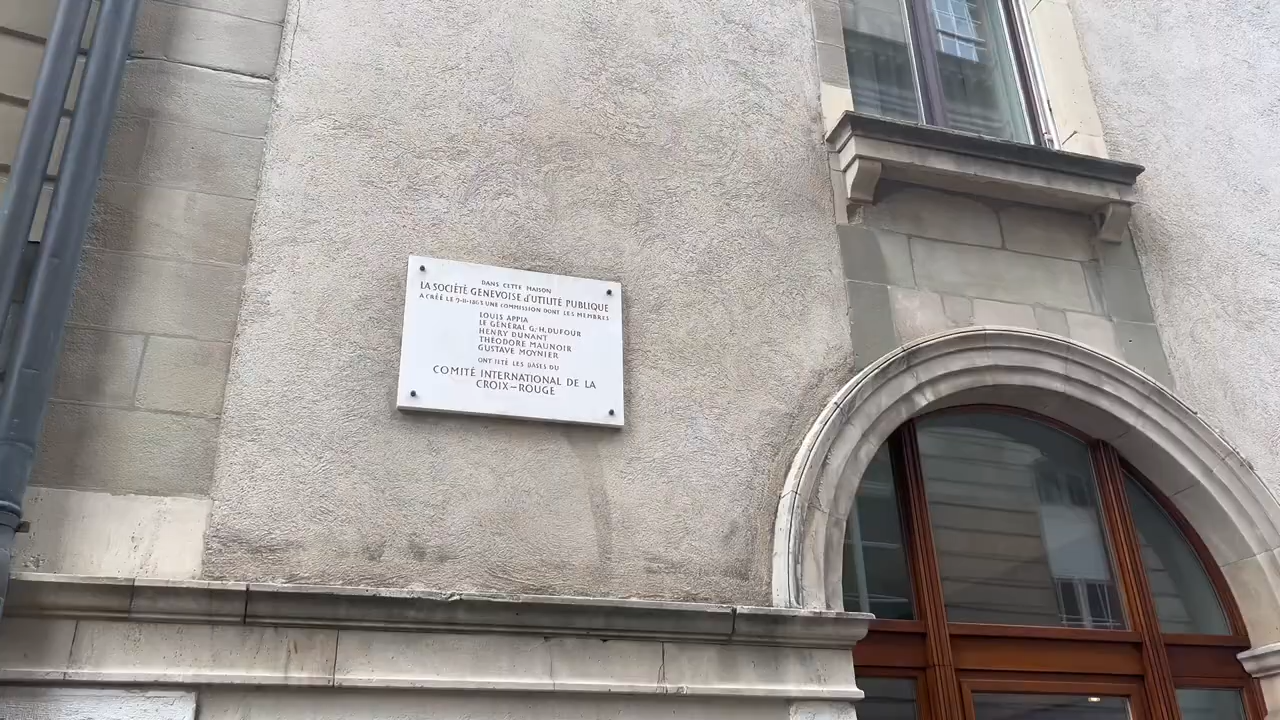 DANS CETTE MAISON
LA SOCIÉTÉ GENEVOISE d'UTILITÉ PUBLIQUE
A CRÉÉ LE 9-II-1863 UNE COMMISSION DONT LES MEMBRES
LOUIS APPIA
LE GÉNÉRAL G.-H. DUFOUR
HENRY DUNANT
THÉODORE MAUNOIR
GUSTAVE MOYNIER
ONT JETÉ LES BASES DU
COMITÉ INTERNATIONAL DE LA
CROIX-ROUGE